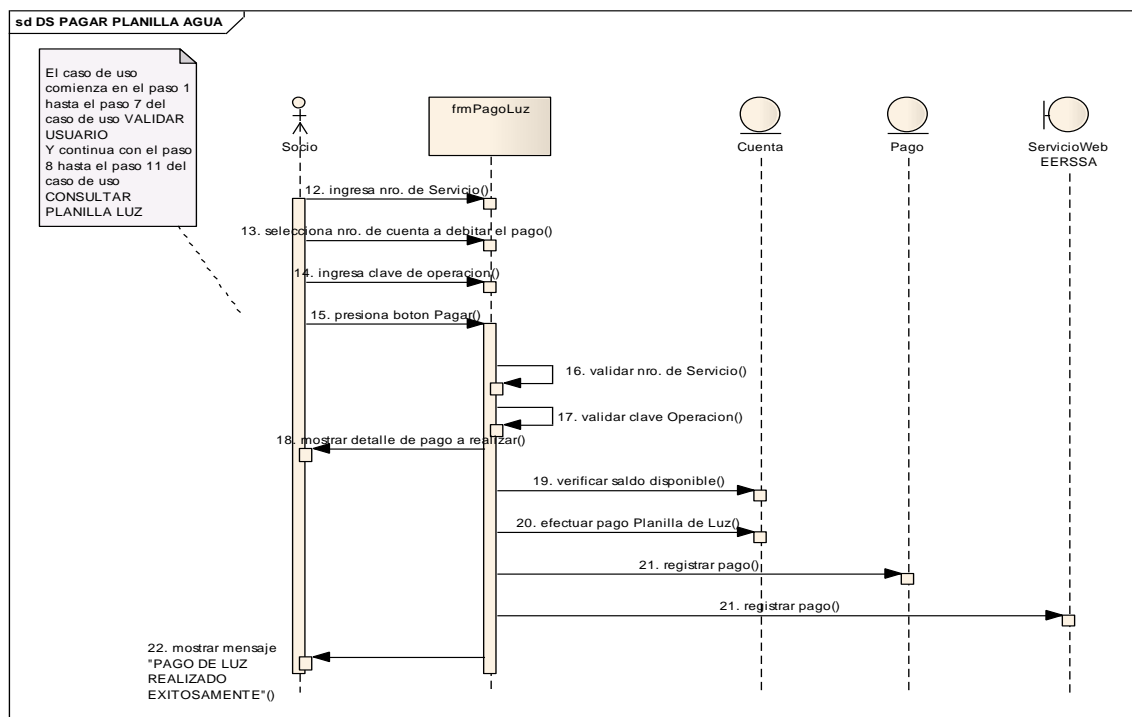 sd DS PAGAR PLANILLA AGUA
El caso de uso
comienza en el paso 1
hasta el paso 7 del
caso de uso VALIDAR
USUARIO
Y continua con el paso
8 hasta el paso 11 del
caso de uso
CONSULTAR
PLANILLA LUZ
Socio
frmPagoLuz
Cuenta
Pago
ServicioWeb
EERSSA
12. ingresa nro. de Servicio()
13. selecciona nro. de cuenta a debitar el pago()
14. ingresa clave de operacion()
15. presiona boton Pagar()
16. validar nro. de Servicio()
17. validar clave Operacion()
18. mostrar detalle de pago a realizar()
19. verificar saldo disponible()
20. efectuar pago Planilla de Luz()
21. registrar pago()
21. registrar pago()
22. mostrar mensaje
"PAGO DE LUZ
REALIZADO
EXITOSAMENTE"()